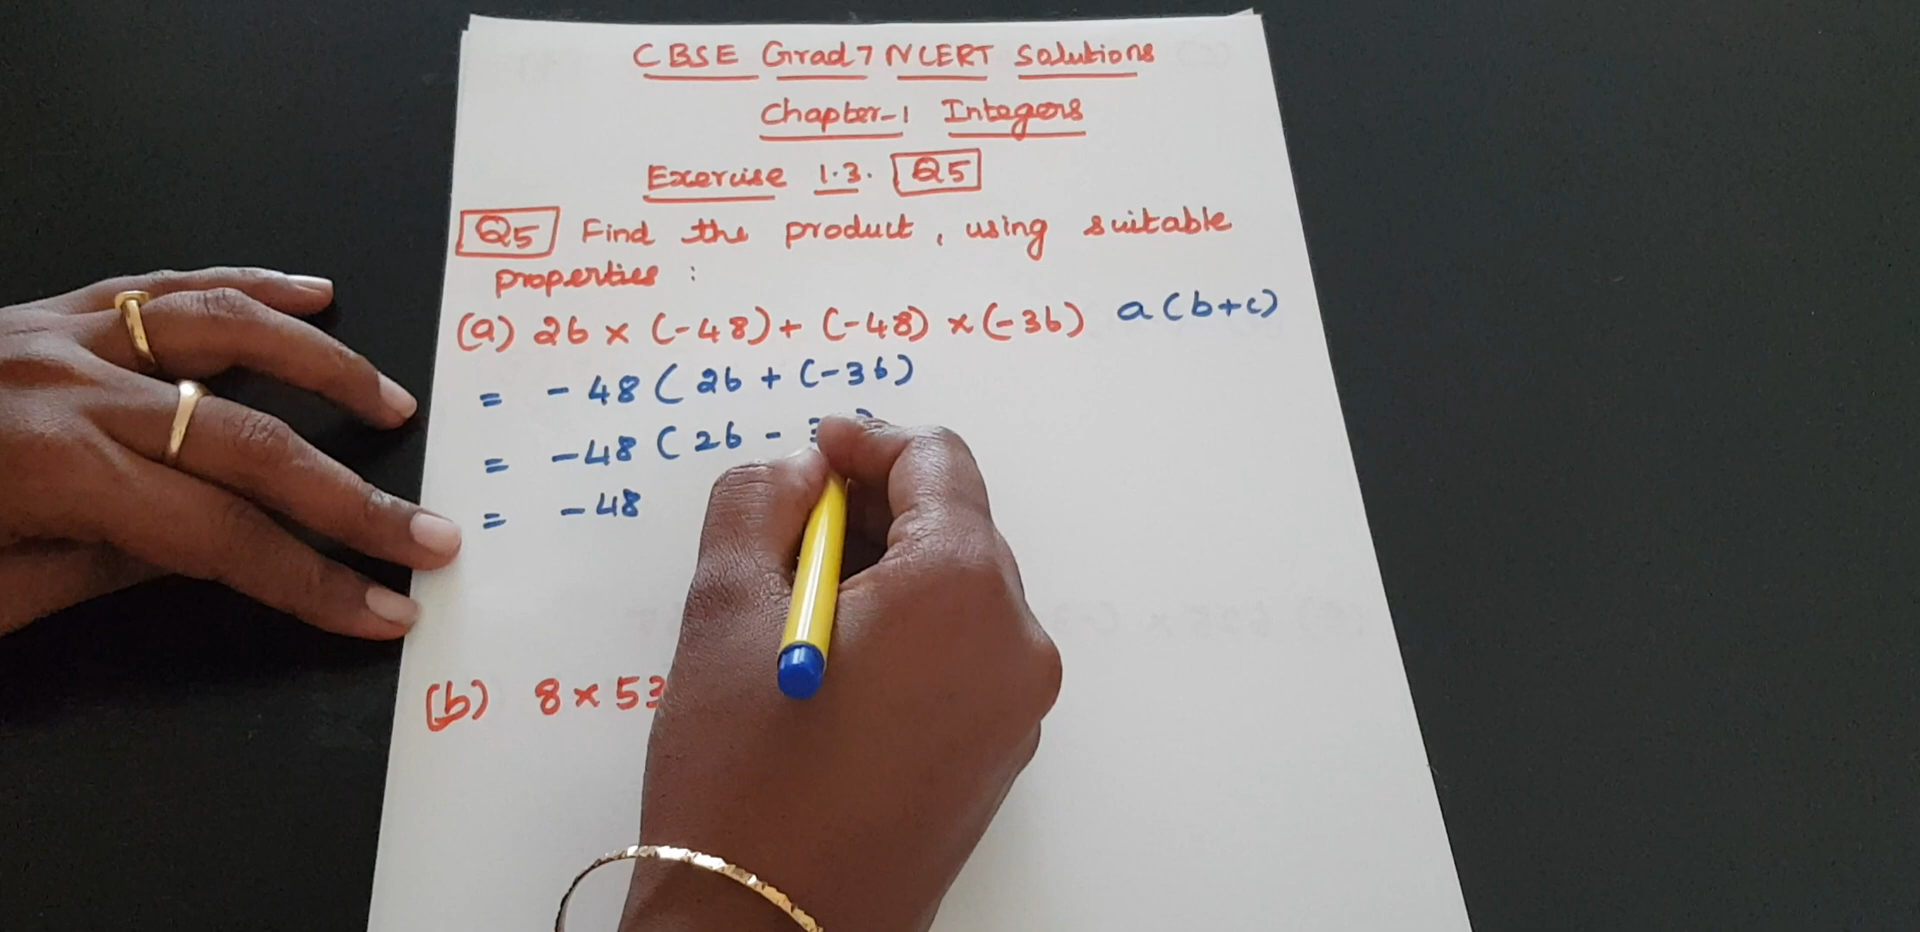 CBSE Grad 7 NCERT Solutions
Chapter-1 Integers
Exercise 1.3. Q5
Q5 Find the product, using suitable
properties :
(a) 26 × (-48) + (-48) × (-36) a(b+c)
= -48 (26 + (-36)
= -48 (26 -
= -48
(b) 8 × 53